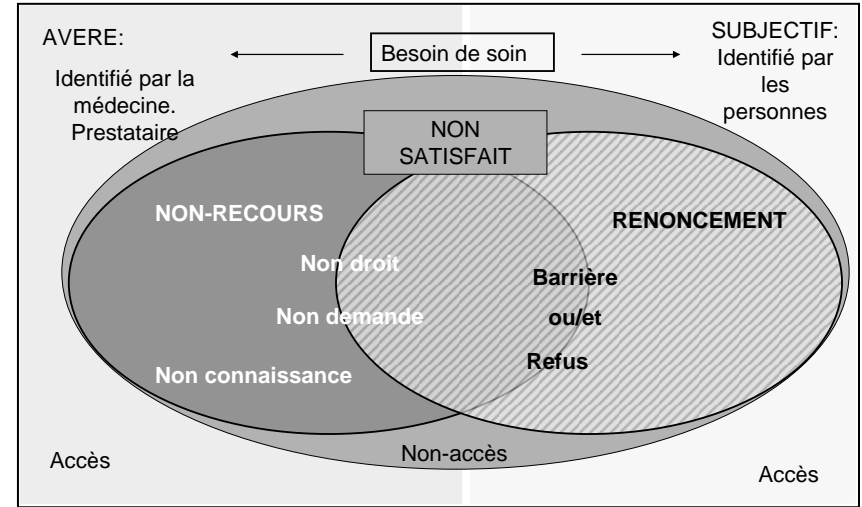 AVERE:
Identifié par la
médecine.
Prestataire
Besoin de soin
SUBJECTIF:
Identifié par
les
personnes
NON
SATISFAIT
NON-RECOURS
Non droit
Non demande
Non connaissance
RENONCEMENT
Barrière
ou/et
Refus
Accès
Non-accès
Accès